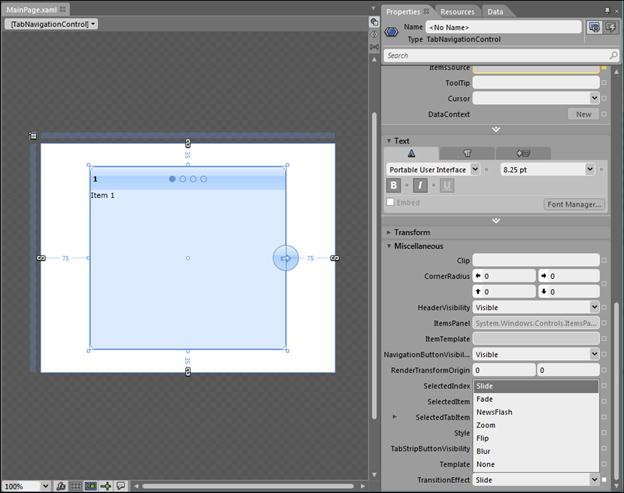 MainPage.xaml
[TabNavigationControl]
35
1
Item 1
75
75
35
100%
Properties
Resources
Data
Name <No Name>
Type TabNavigationControl
Search
ItemsSource
ToolTip
Cursor
DataContext New
Text
A
Portable User Interface 8.25 pt
B I U
Embed Font Manager...
Transform
Miscellaneous
Clip
CornerRadius 0 0
0 0
HeaderVisibility Visible
ItemsPanel System.Windows.Controls.ItemsPa...
ItemTemplate
NavigationButtonVisibil... Visible
RenderTransformOrigin 0 0
SelectedIndex Slide
Fade
SelectedItem
NewsFlash
SelectedTabItem
Zoom
Style
Flip
TabStripButtonVisibility
Blur
Template None
TransitionEffect Slide